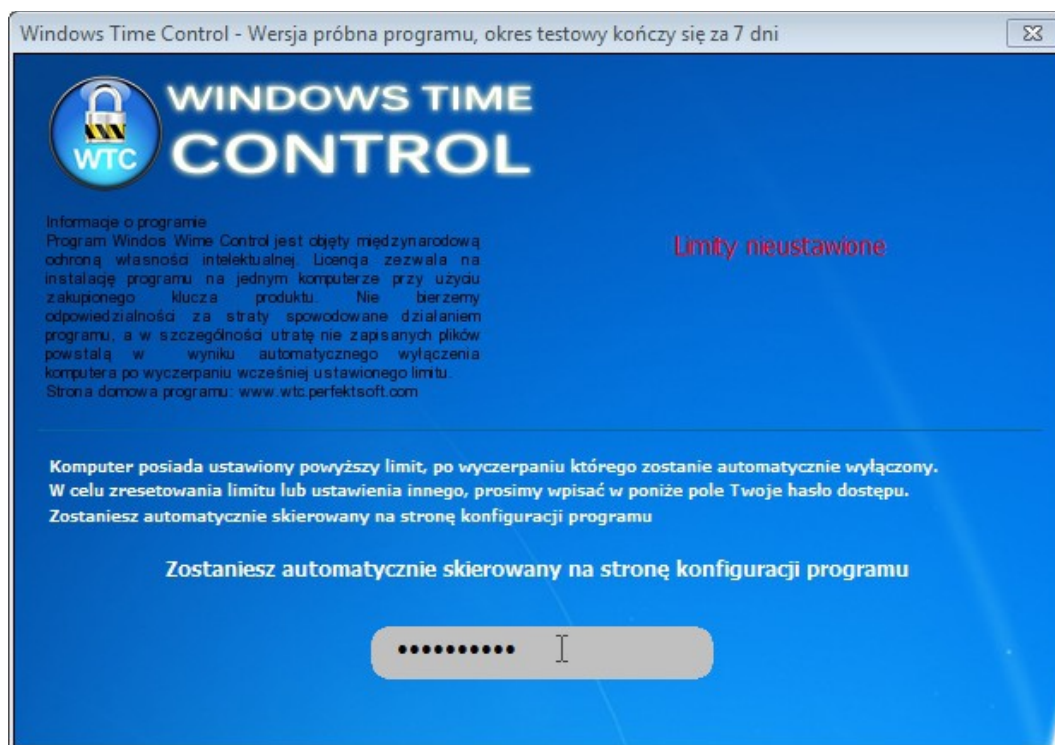 Windows Time Control - Wersja próbna programu, okres testowy kończy się za 7 dni
WINDOWS TIME
CONTROL
WTC
Informacje o programie
Program Windos Wime Control jest objęty międzynarodową
ochroną własności intelektualnej. Licencja zezwala na
instalację programu na jednym komputerze przy użyciu
zakupionego klucza produktu. Nie bierzemy
odpowiedzialności za straty spowodowane działaniem
programu, a w szczególności utratę nie zapisanych plików
powstałą w wyniku automatycznego wyłączenia
komputera po wyczerpaniu wcześniej ustawionego limitu.
Strona domowa programu: www.wtc.perfektsoft.com
Limity nieustawione
Komputer posiada ustawiony powyższy limit, po wyczerpaniu którego zostanie automatycznie wyłączony.
W celu zresetowania limitu lub ustawienia innego, prosimy wpisać w poniże pole Twoje hasło dostępu.
Zostaniesz automatycznie skierowany na stronę konfiguracji programu
Zostaniesz automatycznie skierowany na stronę konfiguracji programu